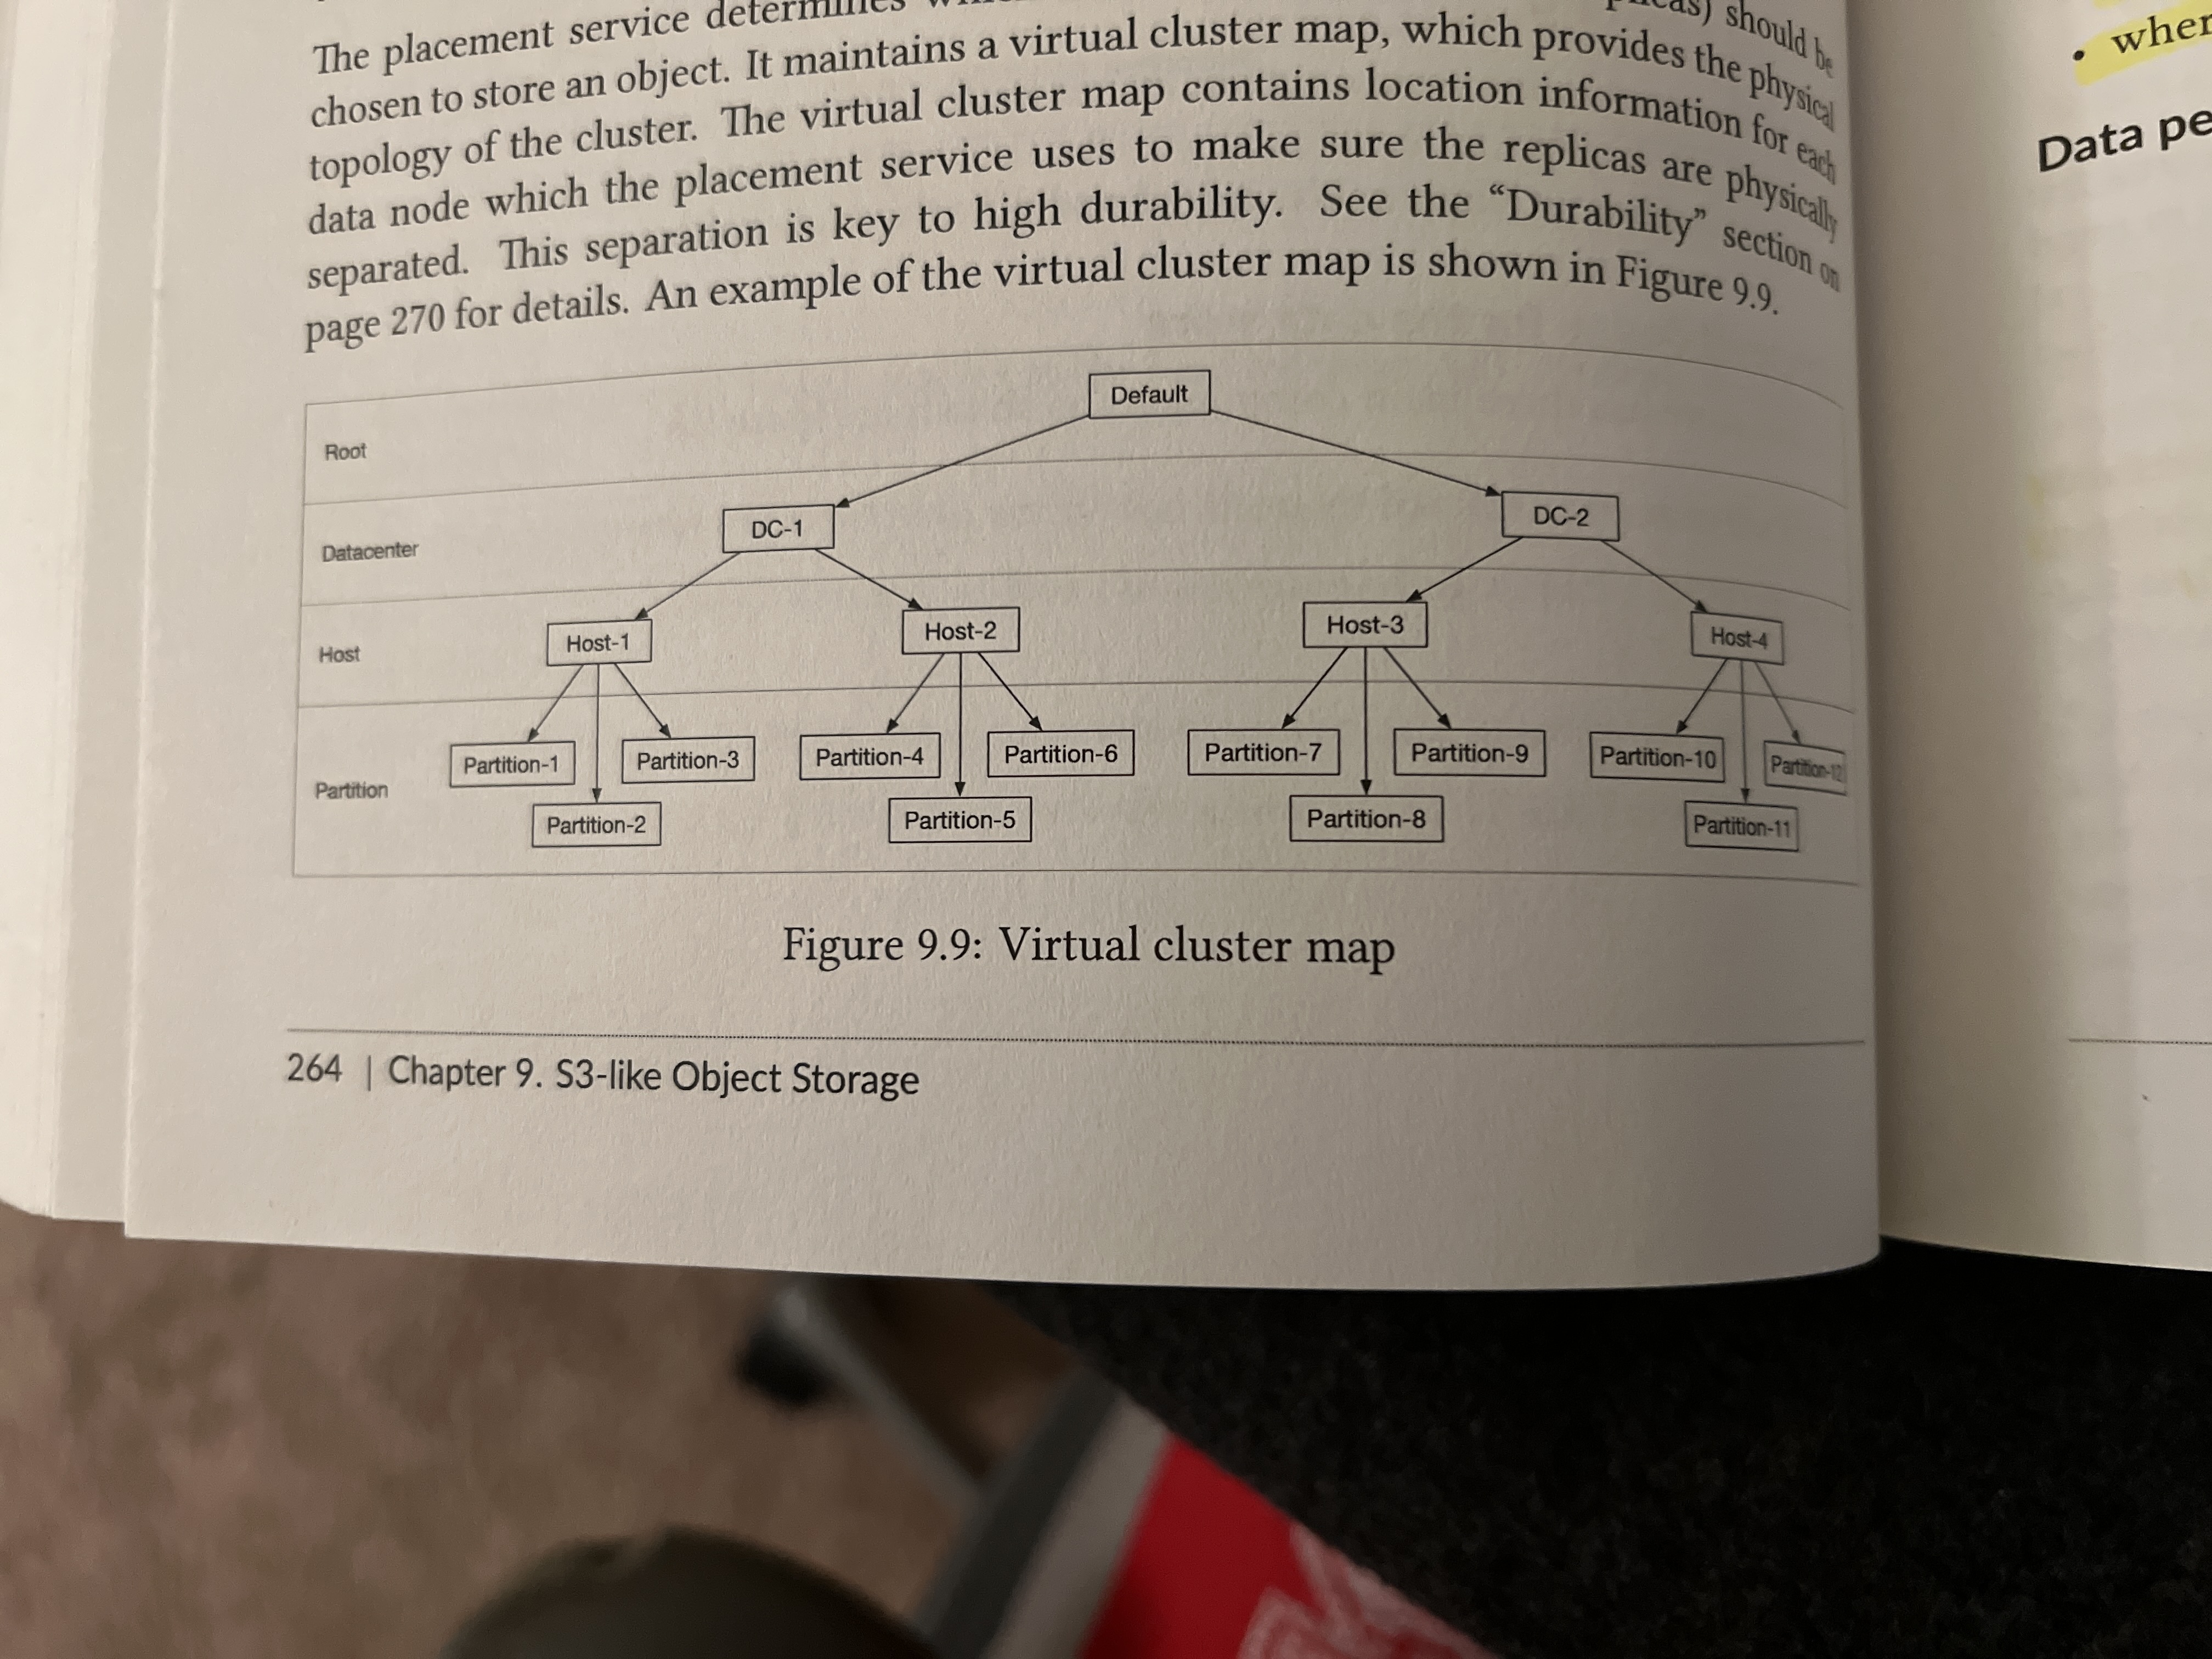 The placement service determines
should be
chosen to store an object. It maintains a virtual cluster map, which provides the physical
topology of the cluster. The virtual cluster map contains location information for each
data node which the placement service uses to make sure the replicas are physically
separated. This separation is key to high durability. See the “Durability” section on
page 270 for details. An example of the virtual cluster map is shown in Figure 9.9.
Default
Root
DC-1
DC-2
Datacenter
Host-1
Host-2
Host-3
Host-4
Host
Partition-1
Partition-3
Partition-4
Partition-6
Partition-7
Partition-9
Partition-10
Partition-12
Partition
Partition-2
Partition-5
Partition-8
Partition-11
Figure 9.9: Virtual cluster map
264 | Chapter 9. S3-like Object Storage
•
Data